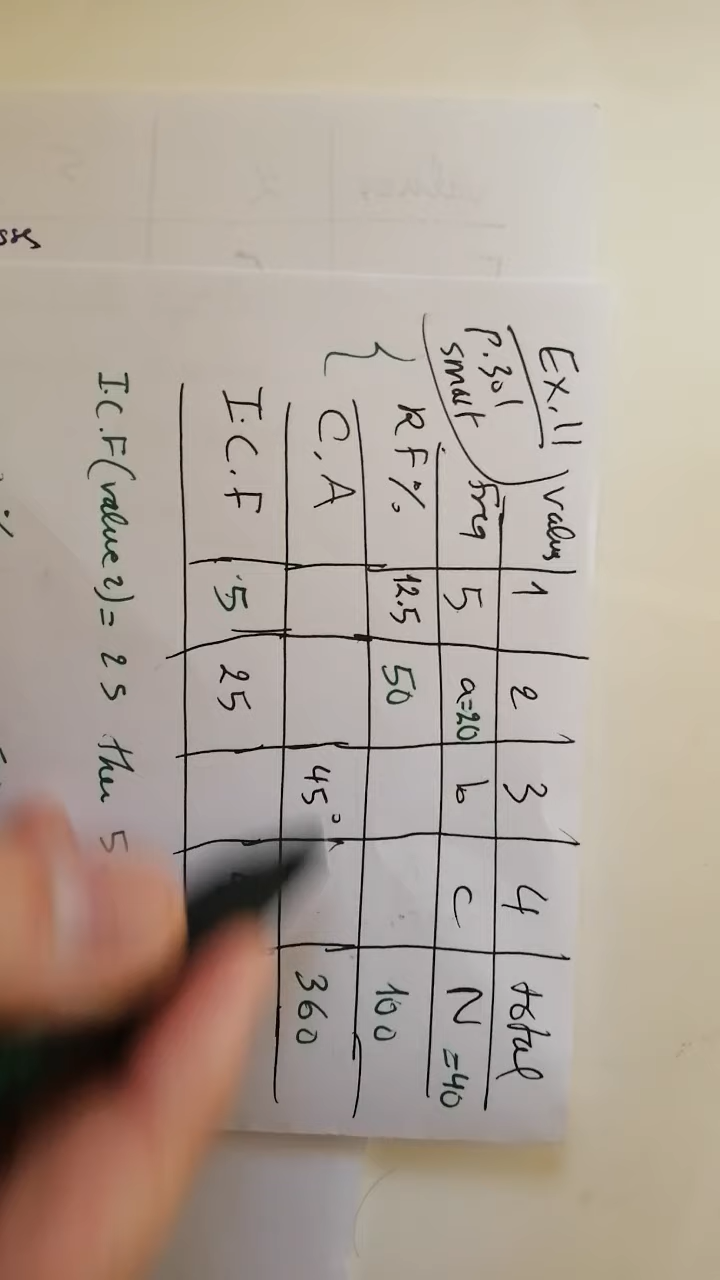 Ex.11
P.301
smart
value 1 2 3 4 total
freq 5 a=20 b c N =40
RF% 12.5 50 100
C.A 45° 360
I.C.F 5 25
I.C.F(value 2) = 25 then 5